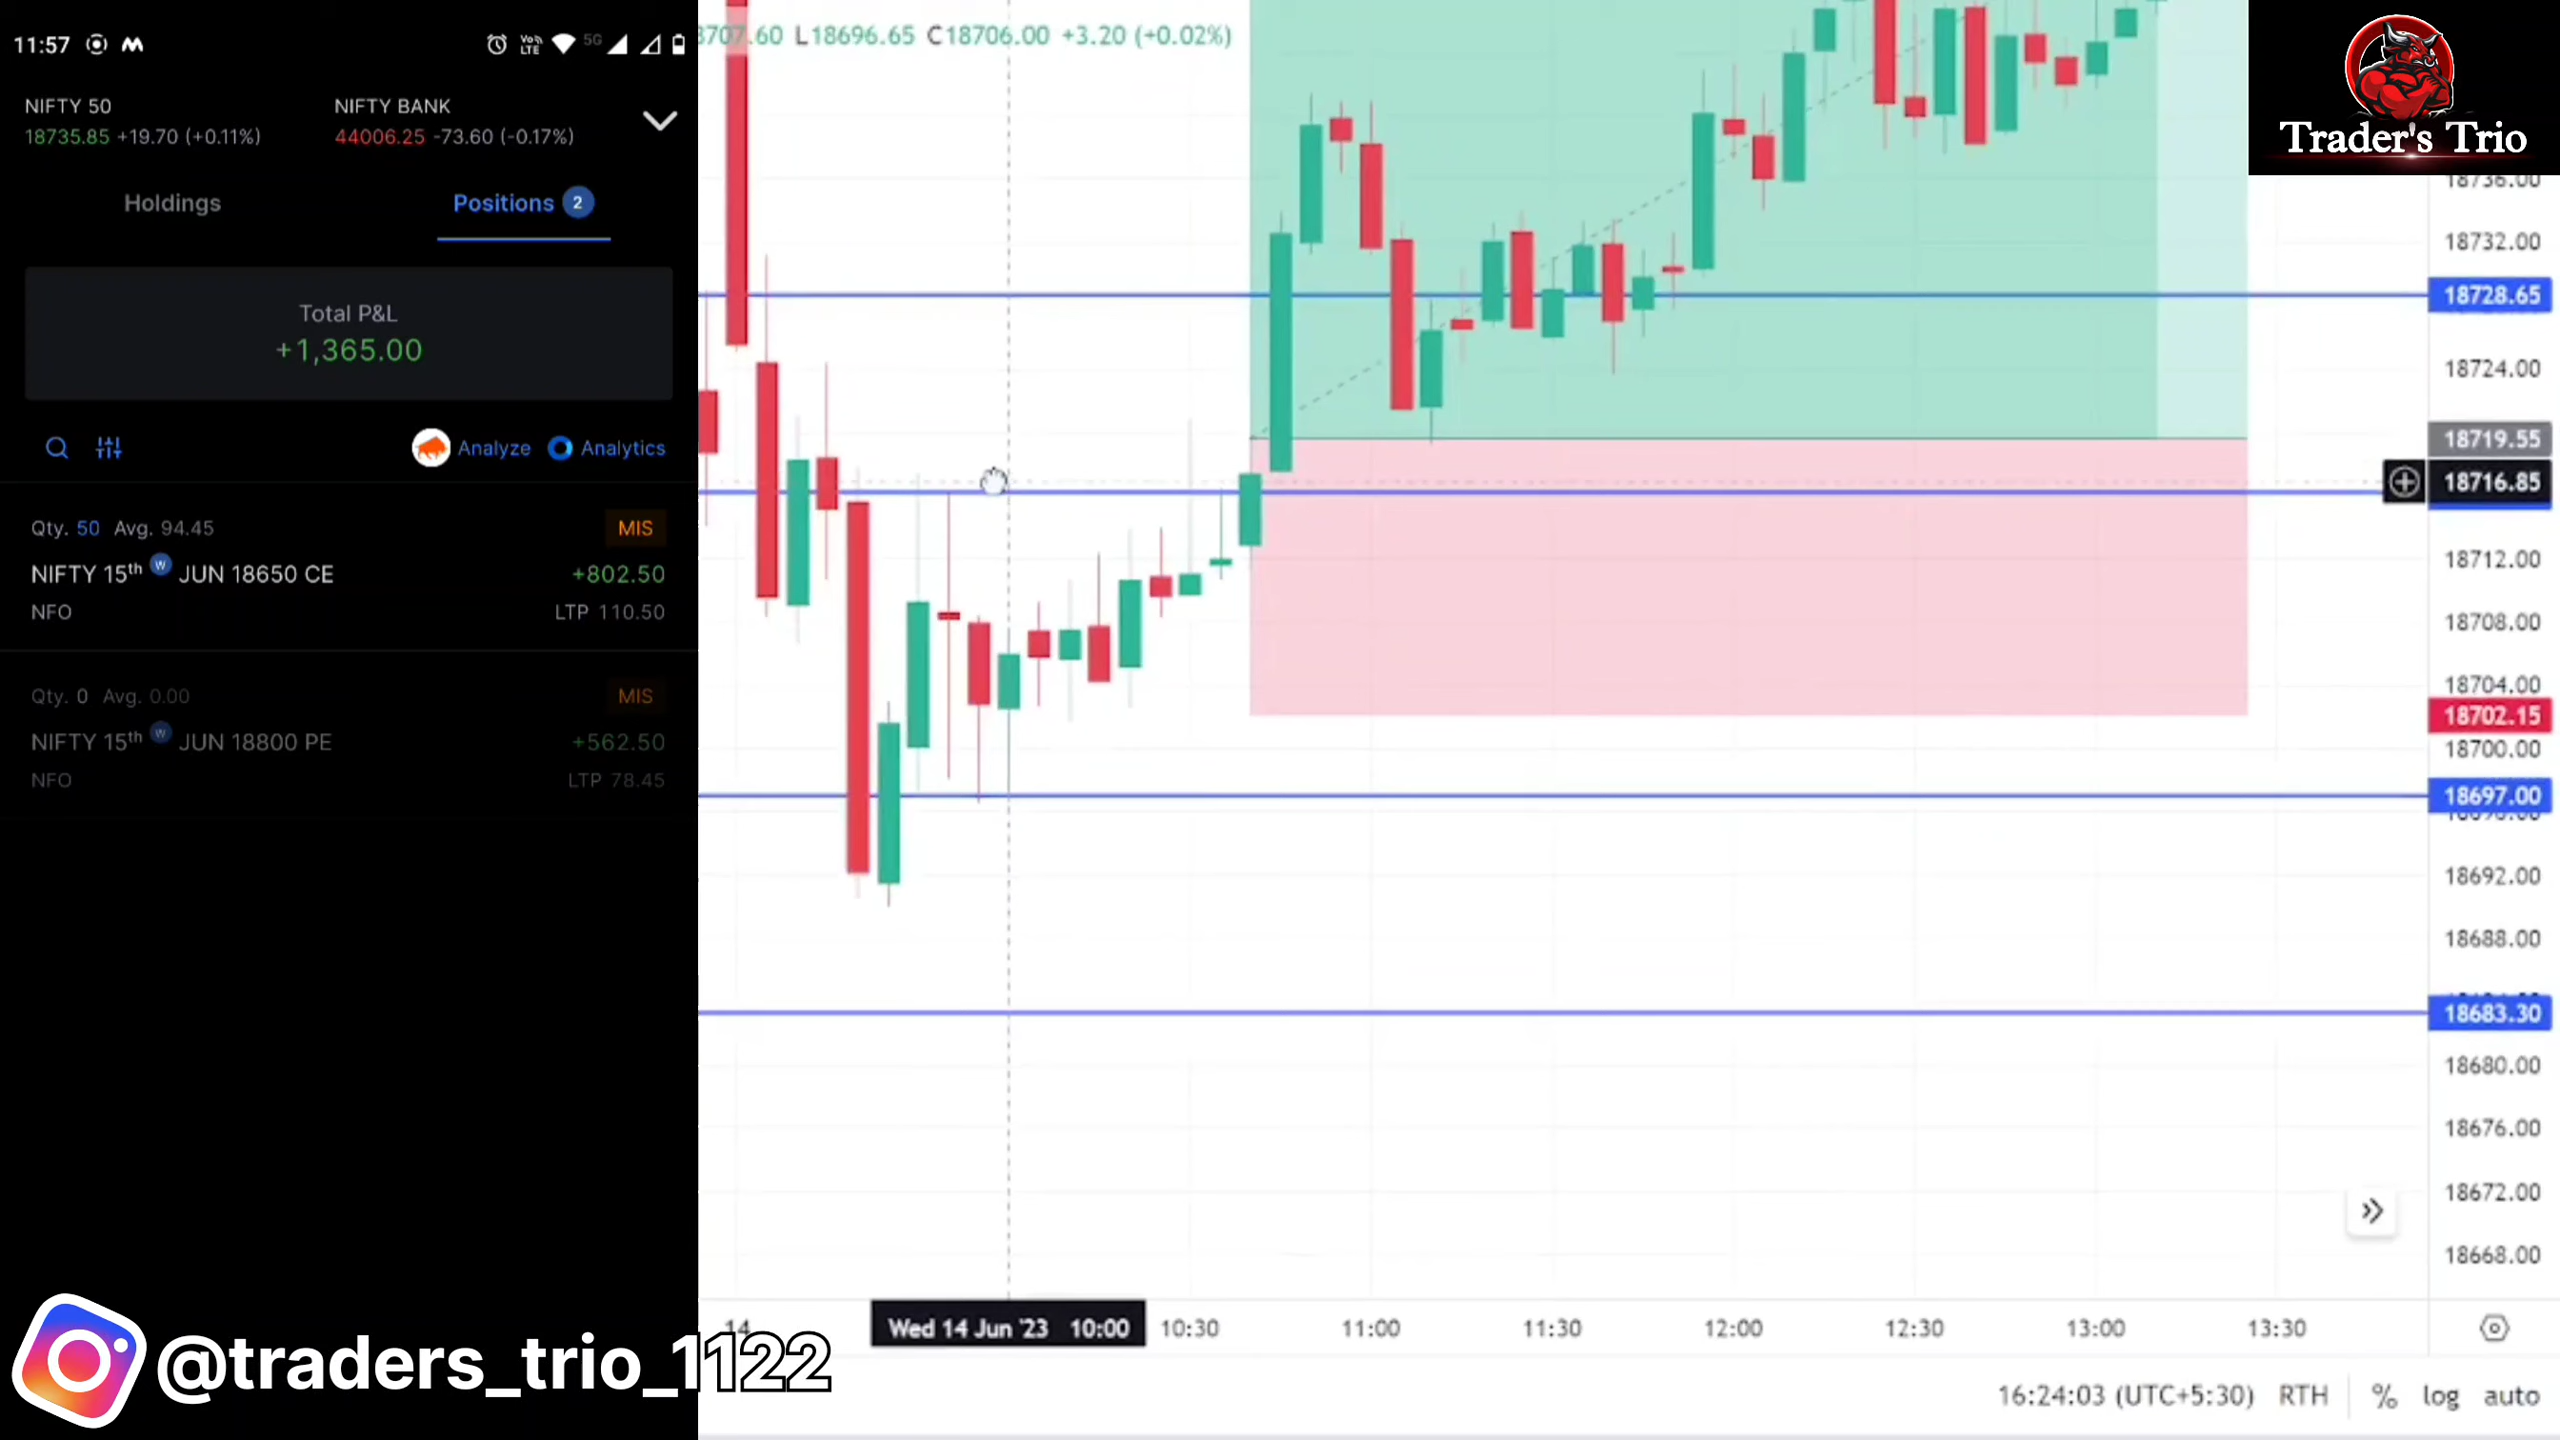 11:57
VoLTE 5G
NIFTY 50
18735.85 +19.70 (+0.11%)
NIFTY BANK
44006.25 -73.60 (-0.17%)
Holdings
Positions 2
Total P&L
+1,365.00
Analyze
Analytics
Qty. 50 Avg. 94.45 MIS
NIFTY 15th W JUN 18650 CE +802.50
NFO LTP 110.50
Qty. 0 Avg. 0.00 MIS
NIFTY 15th W JUN 18800 PE +562.50
NFO LTP 78.45
@traders_trio_1122
L18696.65 C18706.00 +3.20 (+0.02%)
Trader's Trio
18736.00
18732.00
18728.65
18724.00
18719.55
18716.85
18712.00
18708.00
18704.00
18702.15
18700.00
18697.00
18692.00
18688.00
18683.30
18680.00
18676.00
18672.00
18668.00
14 Wed 14 Jun '23 10:00 10:30 11:00 11:30 12:00 12:30 13:00 13:30
16:24:03 (UTC+5:30) RTH % log auto